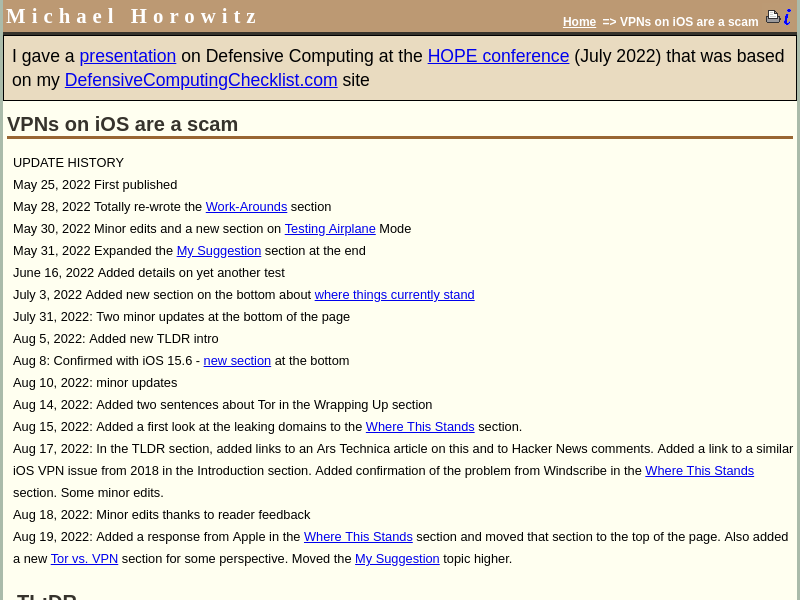 Michael Horowitz
Home => VPNs on iOS are a scam
I gave a presentation on Defensive Computing at the HOPE conference (July 2022) that was based
on my DefensiveComputingChecklist.com site
VPNs on iOS are a scam
UPDATE HISTORY
May 25, 2022 First published
May 28, 2022 Totally re-wrote the Work-Arounds section
May 30, 2022 Minor edits and a new section on Testing Airplane Mode
May 31, 2022 Expanded the My Suggestion section at the end
June 16, 2022 Added details on yet another test
July 3, 2022 Added new section on the bottom about where things currently stand
July 31, 2022: Two minor updates at the bottom of the page
Aug 5, 2022: Added new TLDR intro
Aug 8: Confirmed with iOS 15.6 - new section at the bottom
Aug 10, 2022: minor updates
Aug 14, 2022: Added two sentences about Tor in the Wrapping Up section
Aug 15, 2022: Added a first look at the leaking domains to the Where This Stands section.
Aug 17, 2022: In the TLDR section, added links to an Ars Technica article on this and to Hacker News comments. Added a link to a similar
iOS VPN issue from 2018 in the Introduction section. Added confirmation of the problem from Windscribe in the Where This Stands
section. Some minor edits.
Aug 18, 2022: Minor edits thanks to reader feedback
Aug 19, 2022: Added a response from Apple in the Where This Stands section and moved that section to the top of the page. Also added
a new Tor vs. VPN section for some perspective. Moved the My Suggestion topic higher.
TL;DR